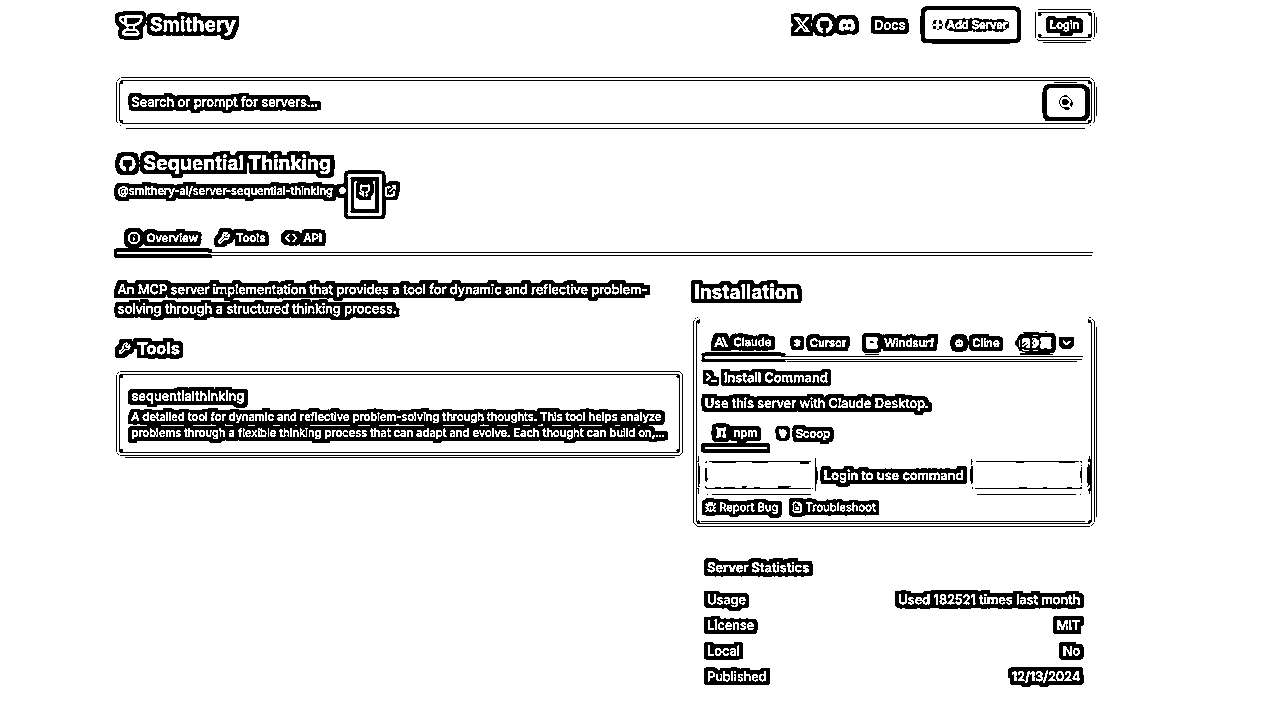 Smithery
Docs
Add Server
Login
Search or prompt for servers...
Sequential Thinking
@smithery-ai/server-sequential-thinking
Overview
Tools
API
An MCP server implementation that provides a tool for dynamic and reflective problem-
solving through a structured thinking process.
Tools
sequentialthinking
A detailed tool for dynamic and reflective problem-solving through thoughts. This tool helps analyze
problems through a flexible thinking process that can adapt and evolve. Each thought can build on,...
Installation
Claude
Cursor
Windsurf
Cline
Install Command
Use this server with Claude Desktop.
npm
Scoop
Login to use command
Report Bug
Troubleshoot
Server Statistics
Usage
Used 182521 times last month
License
MIT
Local
No
Published
12/13/2024